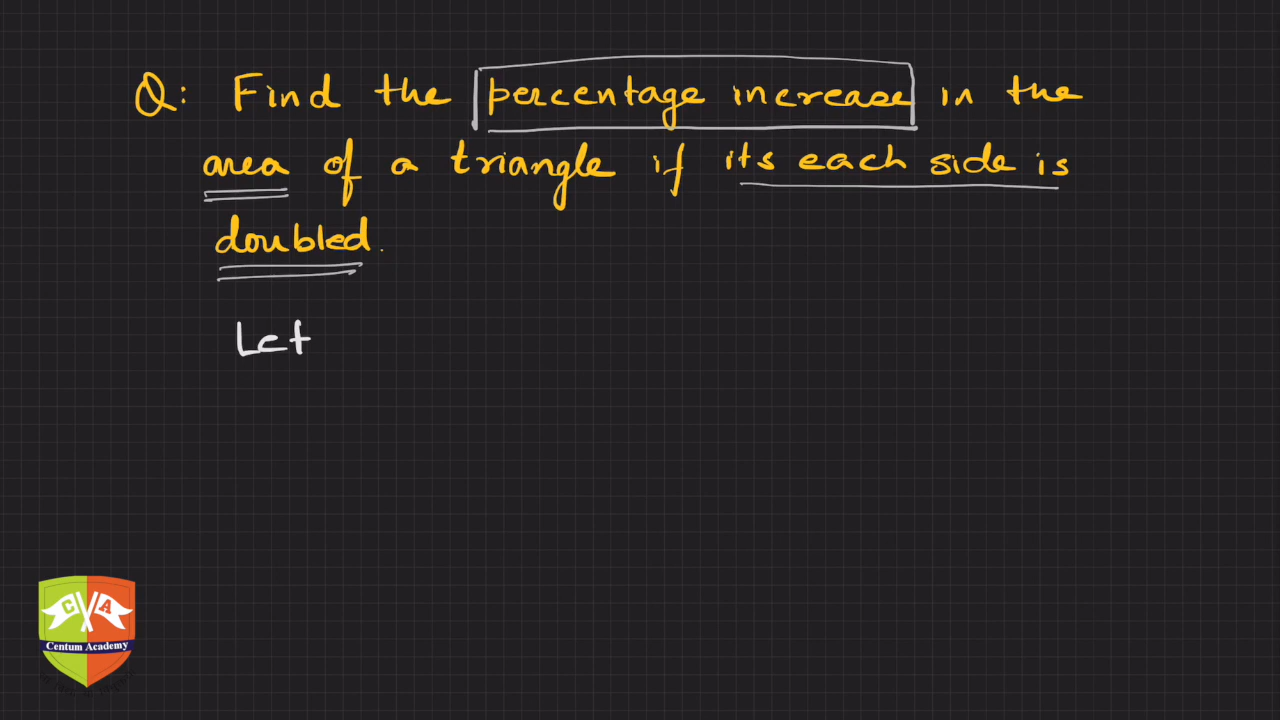 Q: Find the percentage increase in the
area of a triangle if its each side is
doubled.
Let
C A
Centum Academy